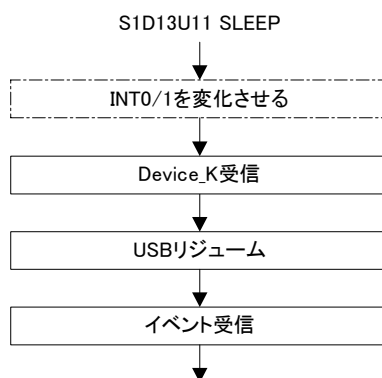 S1D13U11 SLEEP
INT0/1を変化させる
Device_K受信
USBリジューム
イベント受信